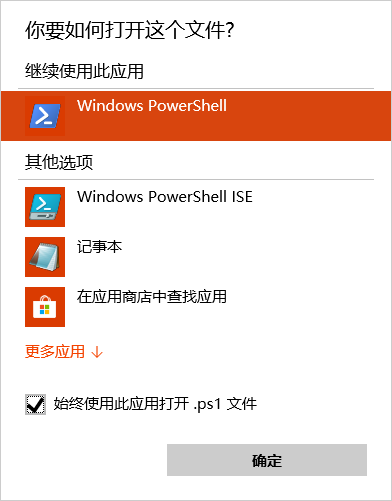 你要如何打开这个文件?
继续使用此应用
Windows PowerShell
其他选项
Windows PowerShell ISE
记事本
在应用商店中查找应用
更多应用 ↓
始终使用此应用打开 .ps1 文件
确定